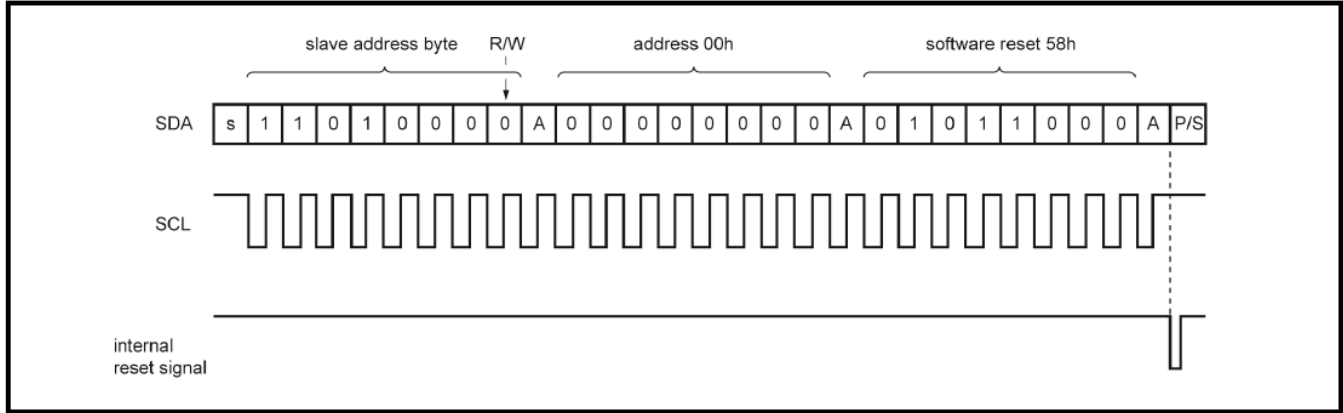 slave address byte R/W address 00h software reset 58h
SDA s 1 1 0 1 0 0 0 0 A 0 0 0 0 0 0 0 0 A 0 1 0 1 1 0 0 0 A P/S
SCL
internal
reset signal